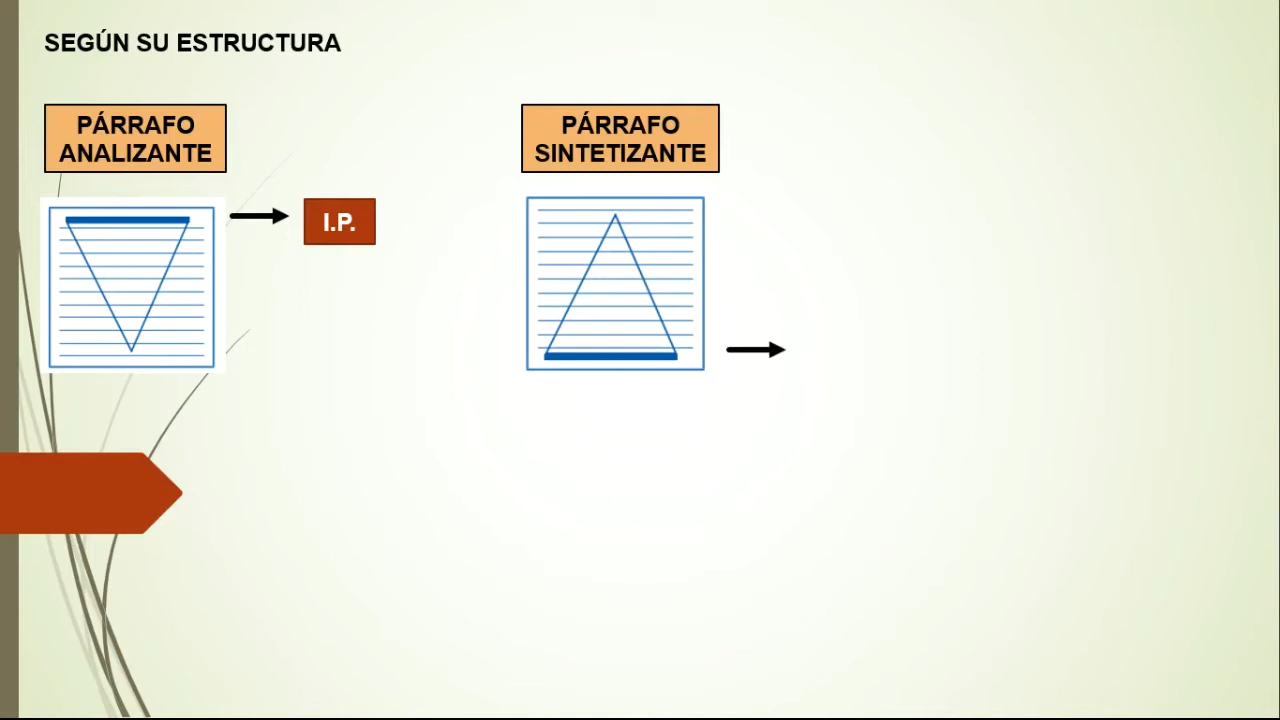 SEGÚN SU ESTRUCTURA
PÁRRAFO
ANALIZANTE
I.P.
PÁRRAFO
SINTETIZANTE